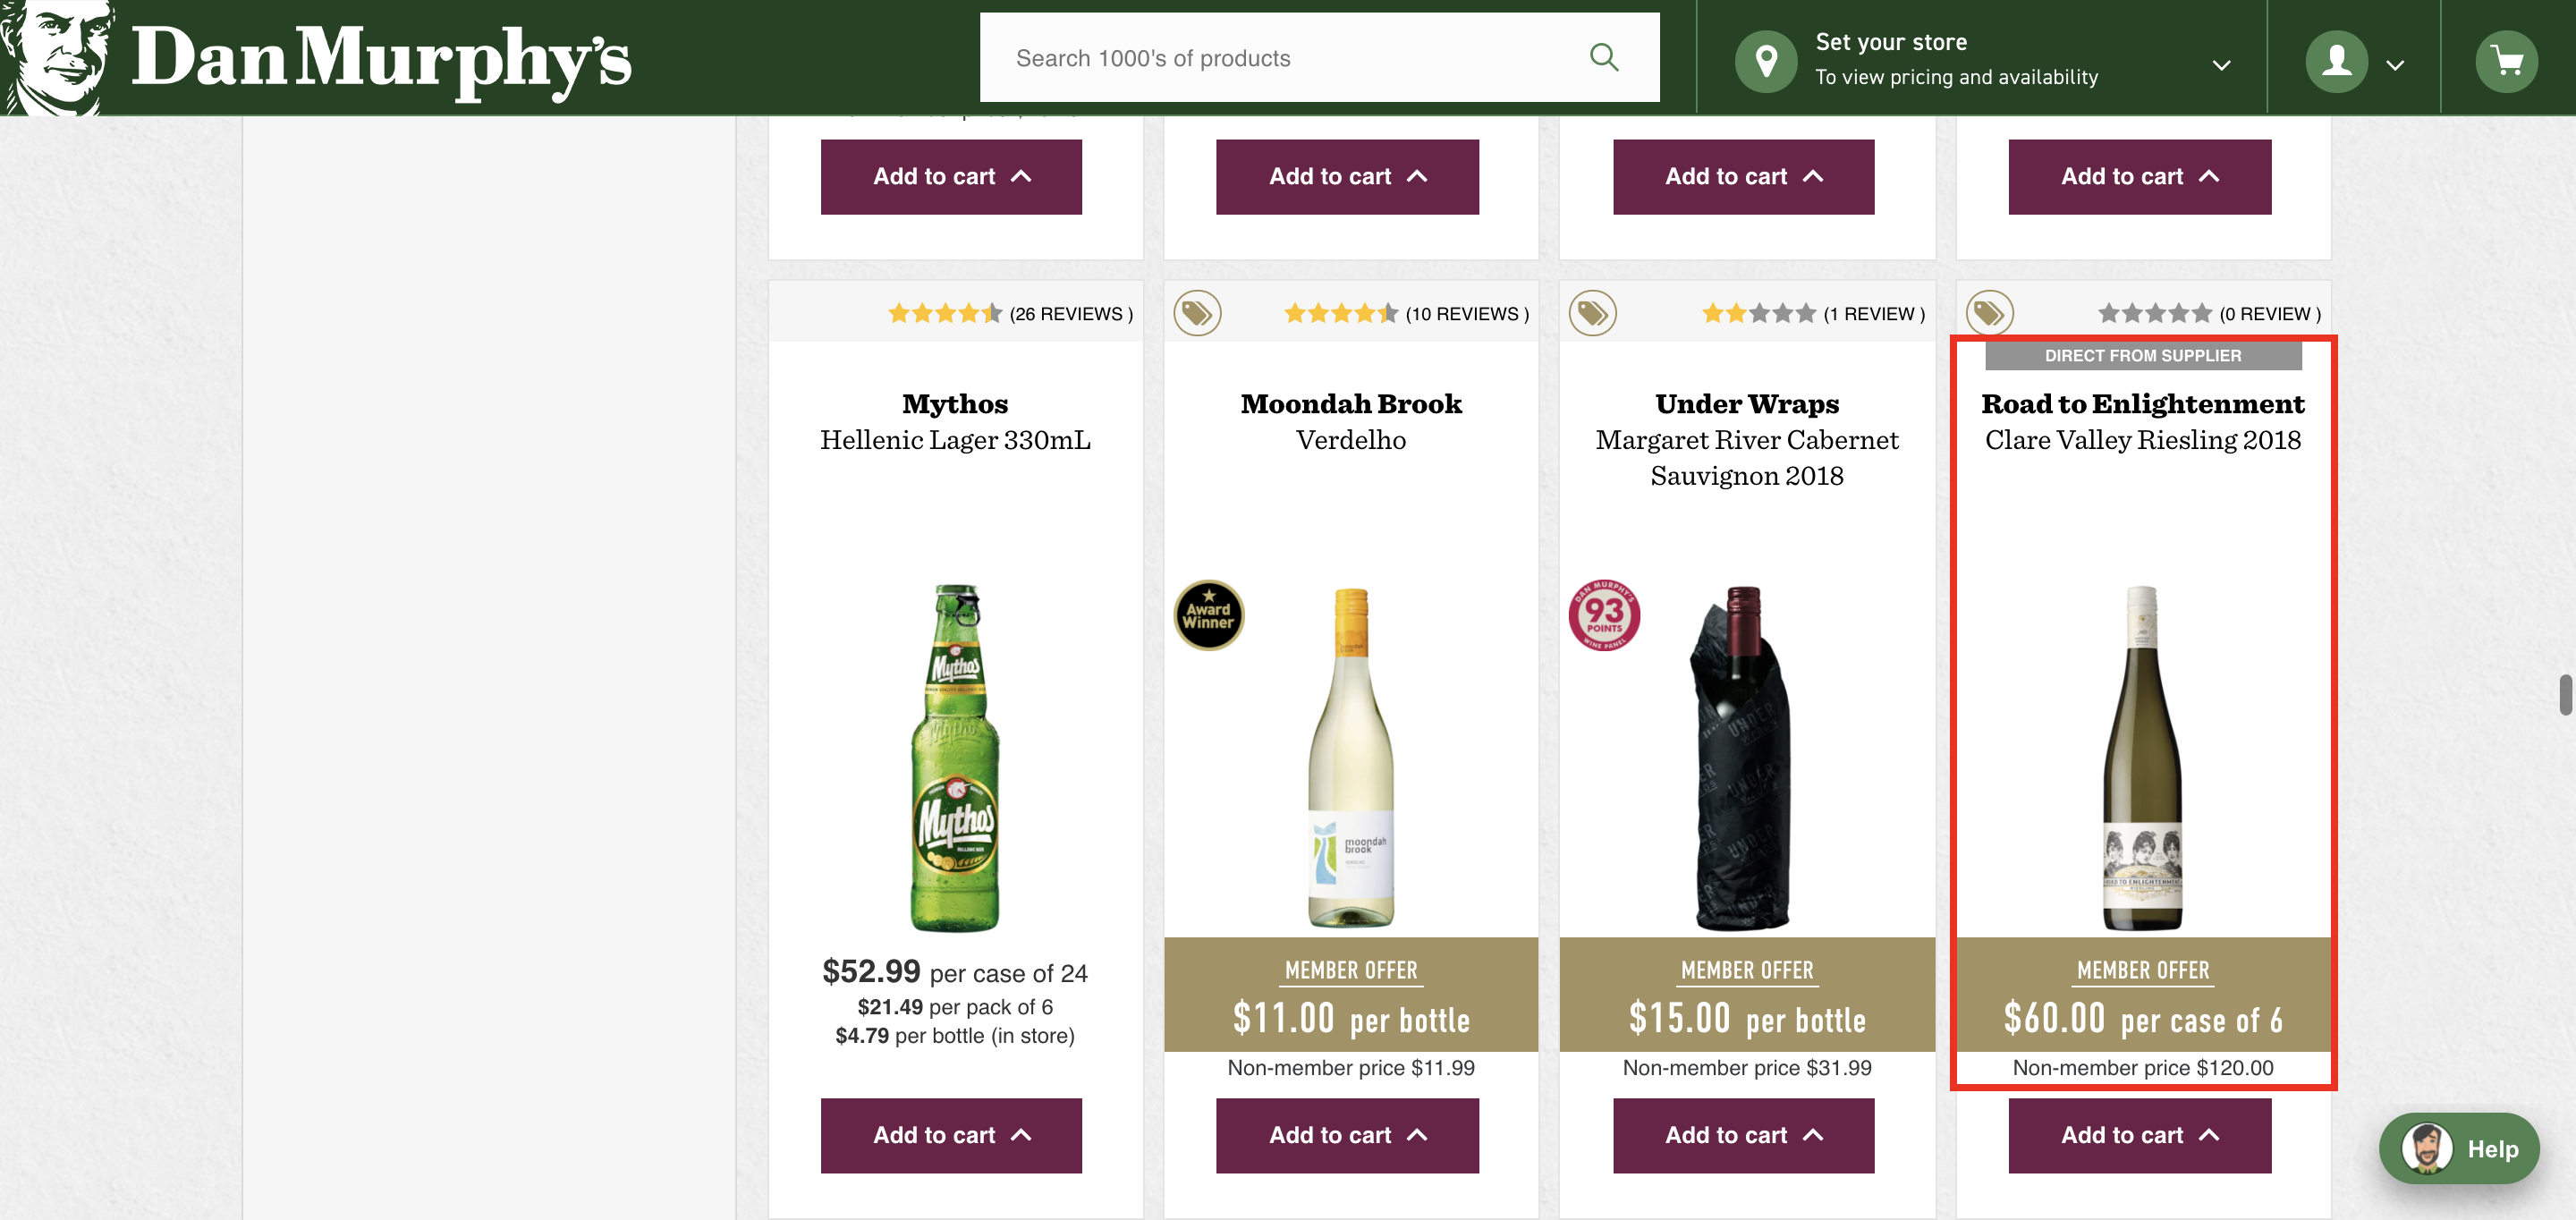 Dan Murphy's
Search 1000's of products
Set your store
To view pricing and availability
Add to cart
Add to cart
Add to cart
Add to cart
(26 REVIEWS )
Mythos
Hellenic Lager 330mL
Mythos
Mythos
$52.99 per case of 24
$21.49 per pack of 6
$4.79 per bottle (in store)
Add to cart
(10 REVIEWS )
Moondah Brook
Verdelho
Award
Winner
moondah
brook
MEMBER OFFER
$11.00 per bottle
Non-member price $11.99
Add to cart
(1 REVIEW )
Under Wraps
Margaret River Cabernet
Sauvignon 2018
DAN MURPHY'S
93
POINTS
WINE PANEL
UNDER
MEMBER OFFER
$15.00 per bottle
Non-member price $31.99
Add to cart
(0 REVIEW )
DIRECT FROM SUPPLIER
Road to Enlightenment
Clare Valley Riesling 2018
ROAD TO ENLIGHTENMENT
RIESLING
MEMBER OFFER
$60.00 per case of 6
Non-member price $120.00
Add to cart
Help